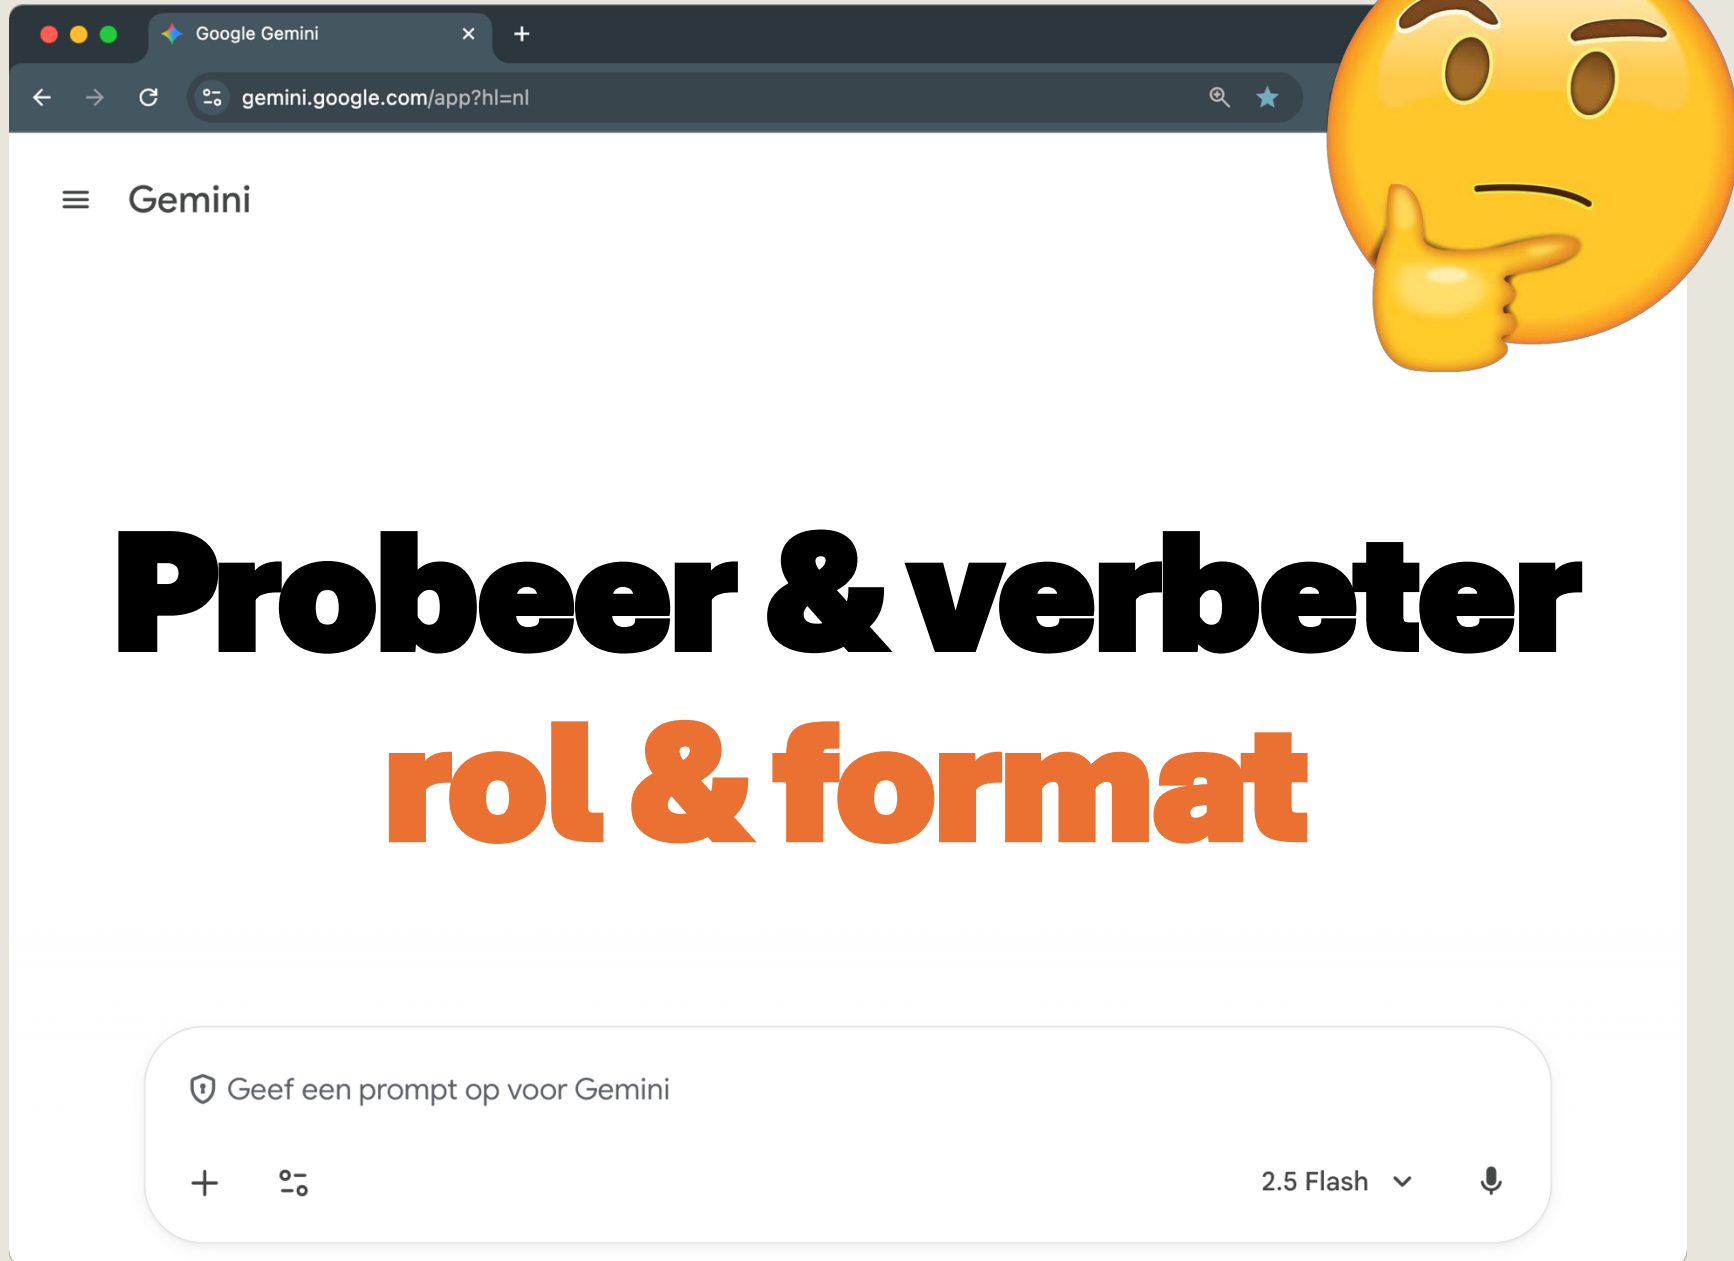 Google Gemini
gemini.google.com/app?hl=nl
Gemini
Probeer & verbeter
rol & format
Geef een prompt op voor Gemini
2.5 Flash